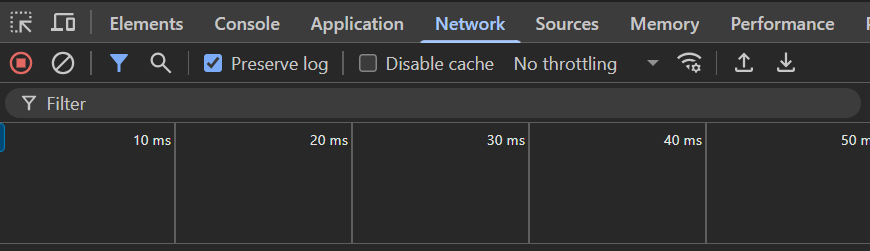 Elements Console Application Network Sources Memory Performance
Preserve log Disable cache No throttling
Filter
10 ms 20 ms 30 ms 40 ms 50 m